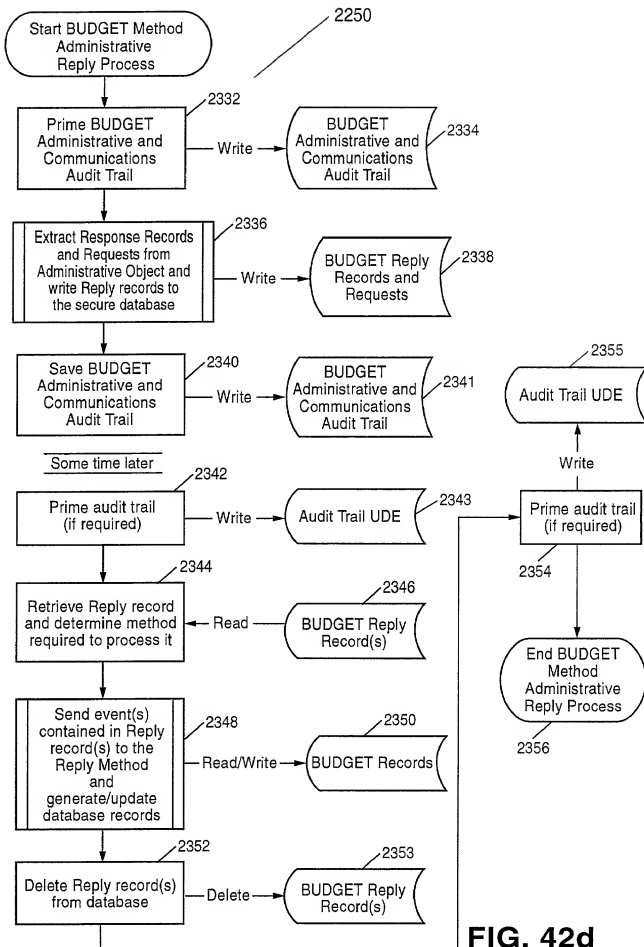 Start BUDGET Method
Administrative
Reply Process
2250
2332
Prime BUDGET
Administrative and
Communications
Audit Trail
Write
BUDGET
Administrative and
Communications
Audit Trail
2334
2336
Extract Response Records
and Requests from
Administrative Object and
write Reply records to
the secure database
Write
BUDGET Reply
Records and
Requests
2338
2340
Save BUDGET
Administrative and
Communications
Audit Trail
Write
BUDGET
Administrative and
Communications
Audit Trail
2341
Some time later
2342
Prime audit trail
(if required)
Write
Audit Trail UDE
2343
2344
Retrieve Reply record
and determine method
required to process it
Read
2346
BUDGET Reply
Record(s)
Send event(s)
contained in Reply
record(s) to the
Reply Method
and
generate/update
database records
2348
Read/Write
2350
BUDGET Records
2352
Delete Reply record(s)
from database
Delete
2353
BUDGET Reply
Record(s)
2355
Audit Trail UDE
Write
Prime audit trail
(if required)
2354
End BUDGET
Method
Administrative
Reply Process
2356
FIG. 42d